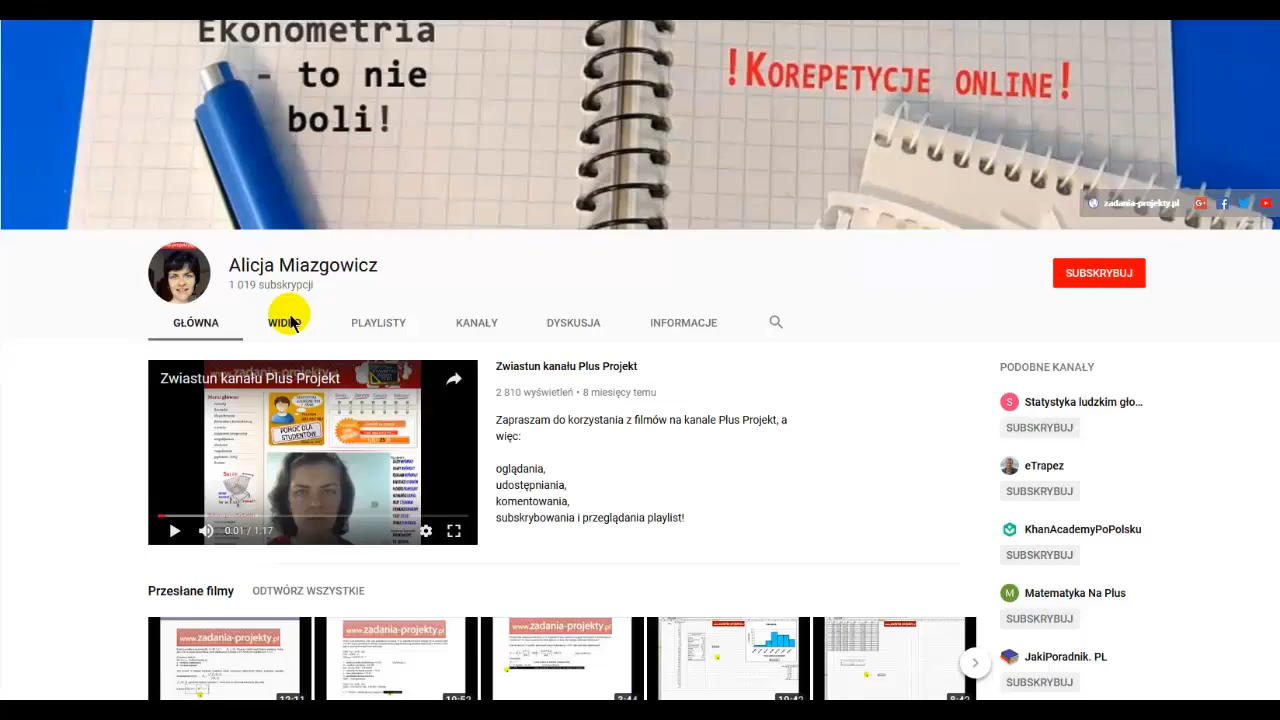 Ekonometria
- to nie
boli!
!Korepetycje online!
zadania-projekty.pl
Alicja Miazgowicz
1 019 subskrypcji
SUBSKRYBUJ
GŁÓWNA
PLAYLISTY
KANAŁY
DYSKUSJA
INFORMACJE
Zwiastun kanału Plus Projekt
0:01 / 1:17
Zwiastun kanału Plus Projekt
2 810 wyświetleń • 8 miesięcy temu
Zapraszam do korzystania z filmów na kanale Plus Projekt, a
więc:
oglądania,
udostępniania,
komentowania,
subskrybowania i przeglądania playlist!
PODOBNE KANAŁY
Statystyka ludzkim gło...
SUBSKRYBUJ
eTrapez
SUBSKRYBUJ
KhanAcademyPoPolsku
SUBSKRYBUJ
M Matematyka Na Plus
SUBSKRYBUJ
JakiPoradnik. PL
SUBSKRYBUJ
Przesłane filmy ODTWÓRZ WSZYSTKIE
www.zadania-projekty.pl
www.zadania-projekty.pl
www.zadania-projekty.pl